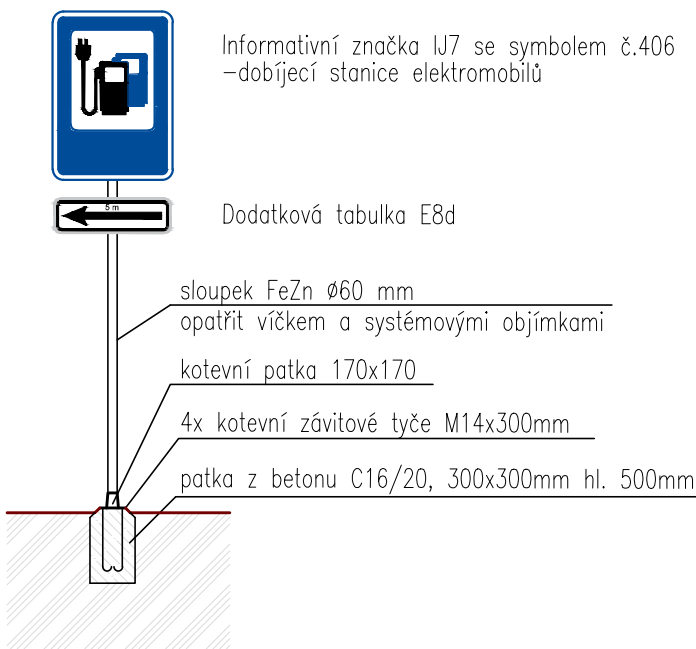 Informativní značka IJ7 se symbolem č.406
-dobíjecí stanice elektromobilů
5 m
Dodatková tabulka E8d
sloupek FeZn Ø60 mm
opatřit víčkem a systémovými objímkami
kotevní patka 170x170
4x kotevní závitové tyče M14x300mm
patka z betonu C16/20, 300x300mm hl. 500mm